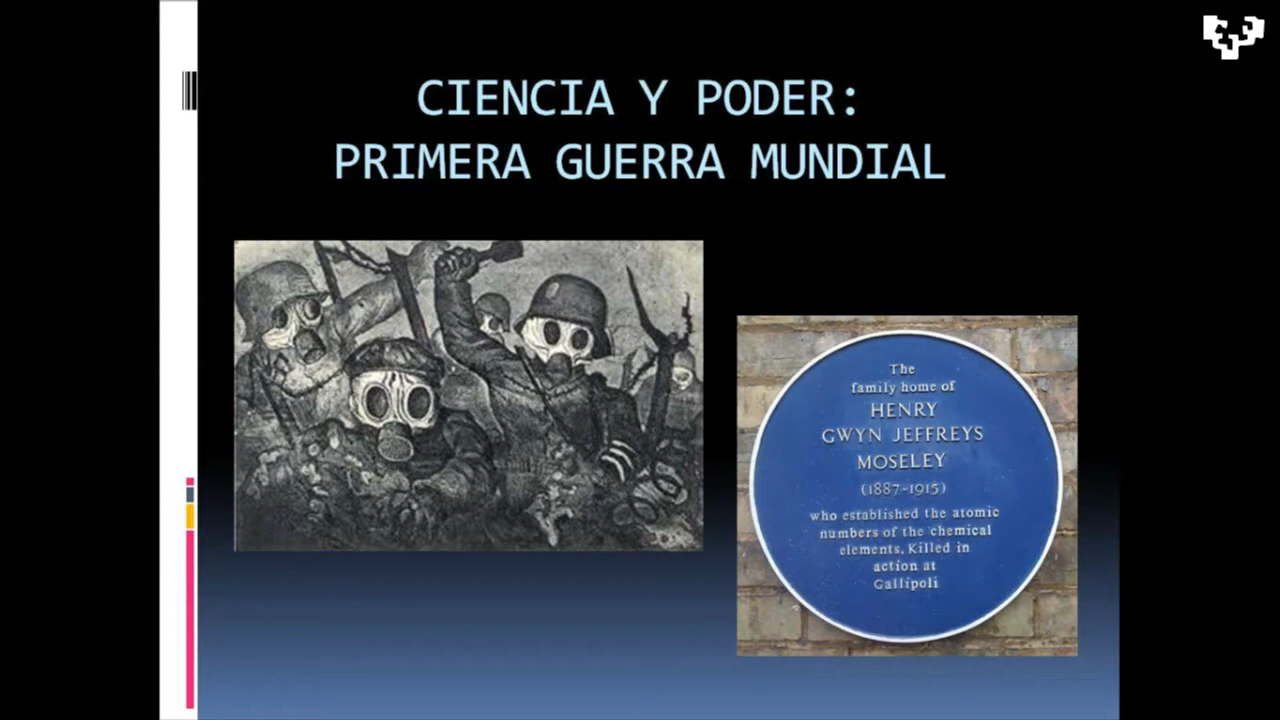 CIENCIA Y PODER:
PRIMERA GUERRA MUNDIAL
The
family home of
HENRY
GWYN JEFFREYS
MOSELEY
(1887-1915)
who established the atomic
numbers of the chemical
elements. Killed in
action at
Gallipoli